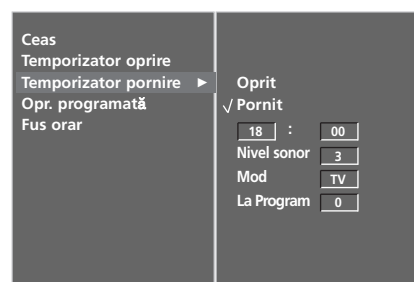 Ceas
Temporizator oprire
Temporizator pornire ►
Opr. programată
Fus orar
Oprit
√ Pornit
18 : 00
Nivel sonor 3
Mod TV
La Program 0